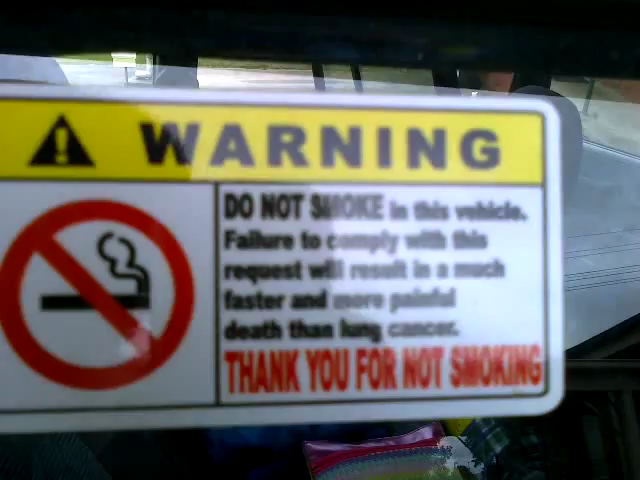 WARNING
DO NOT SMOKE in this vehicle.
Failure to comply with this
request will result in a much
faster and more painful
death than lung cancer.
THANK YOU FOR NOT SMOKING